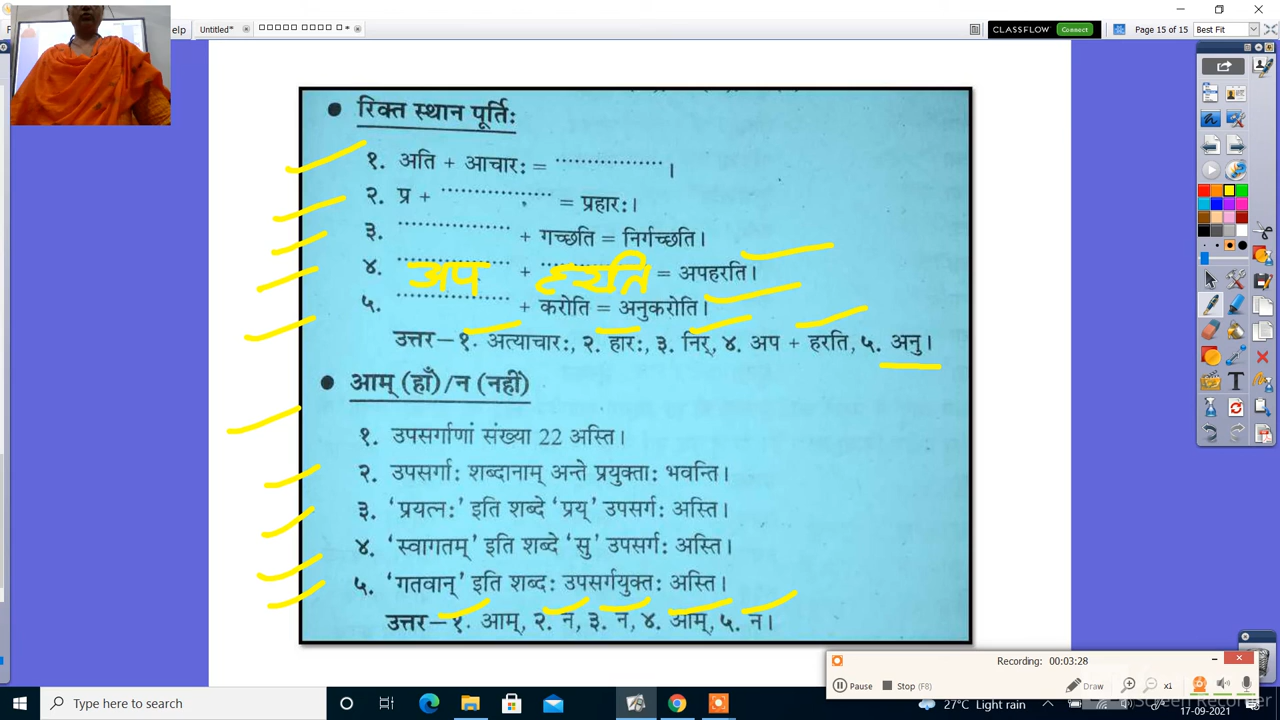 help
Untitled*
CLASSFLOW Connect
Page 15 of 15
Best Fit
रिक्त स्थान पूर्तिः
१. अति + आचारः = ................ ।
२. प्र + ................ = प्रहारः।
३. ................ + गच्छति = निर्गच्छति।
४. अप + हरति = अपहरति।
५. ................ + करोति = अनुकरोति।
उत्तर – १. अत्याचारः, २. हारः, ३. निर्, ४. अप + हरति, ५. अनु।
आम् (हाँ)/न (नहीं)
१. उपसर्गाणां संख्या 22 अस्ति।
२. उपसर्गाः शब्दानाम् अन्ते प्रयुक्ताः भवन्ति।
३. ‘प्रयत्नः’ इति शब्दे ‘प्रय्’ उपसर्गः अस्ति।
४. ‘स्वागतम्’ इति शब्दे ‘सु’ उपसर्गः अस्ति।
५. ‘गतवान्’ इति शब्दः उपसर्गयुक्तः अस्ति।
उत्तर – १. आम्, २. न, ३. न, ४. आम्, ५. न।
Recording: 00:03:28
Pause
Stop (F8)
Draw
x1
Type here to search
27°C Light rain
17-09-2021
Screen Recorder